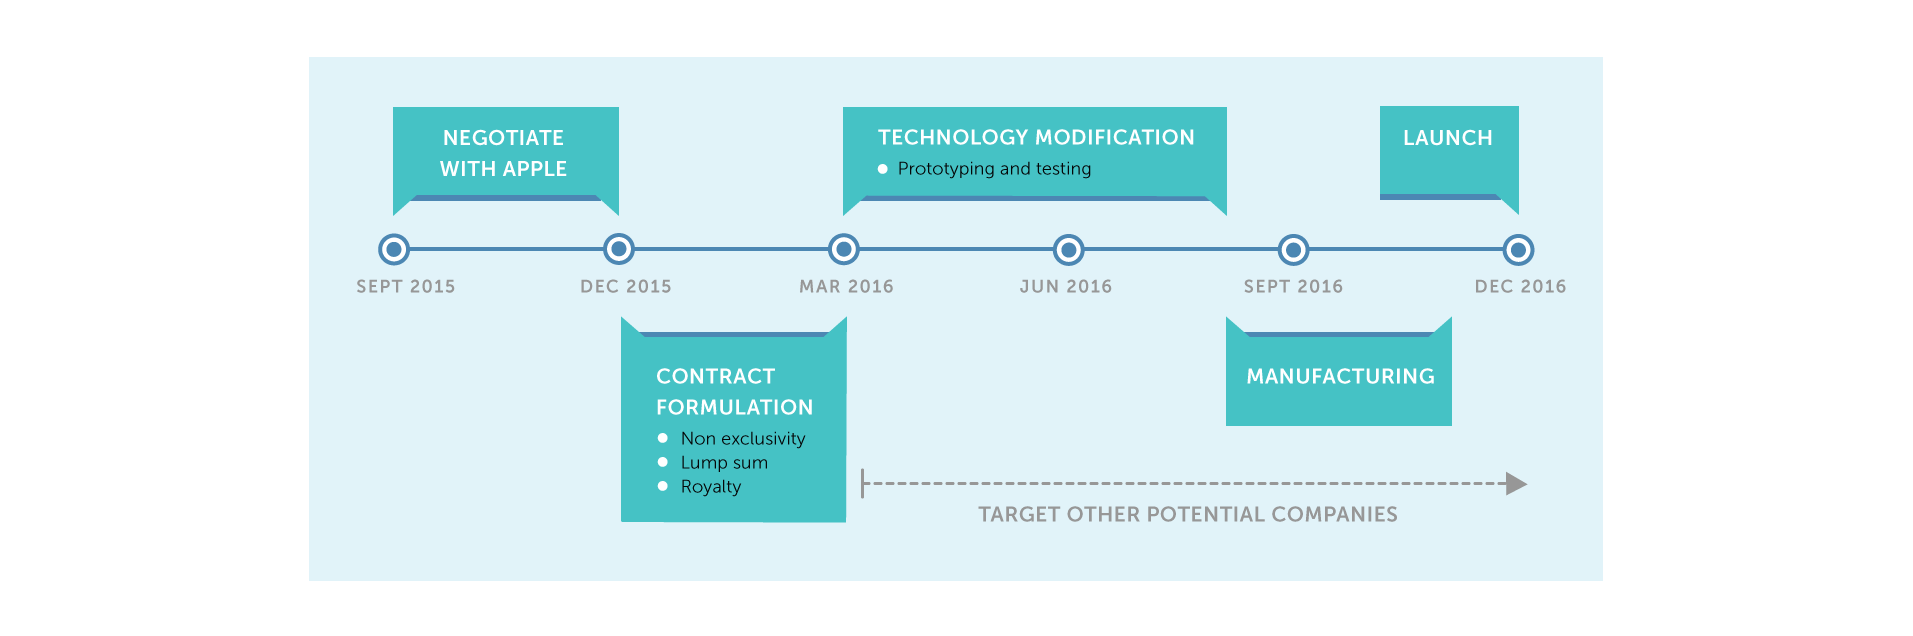 NEGOTIATE
WITH APPLE
TECHNOLOGY MODIFICATION
Prototyping and testing
LAUNCH
SEPT 2015
DEC 2015
MAR 2016
JUN 2016
SEPT 2016
DEC 2016
CONTRACT
FORMULATION
Non exclusivity
Lump sum
Royalty
MANUFACTURING
TARGET OTHER POTENTIAL COMPANIES